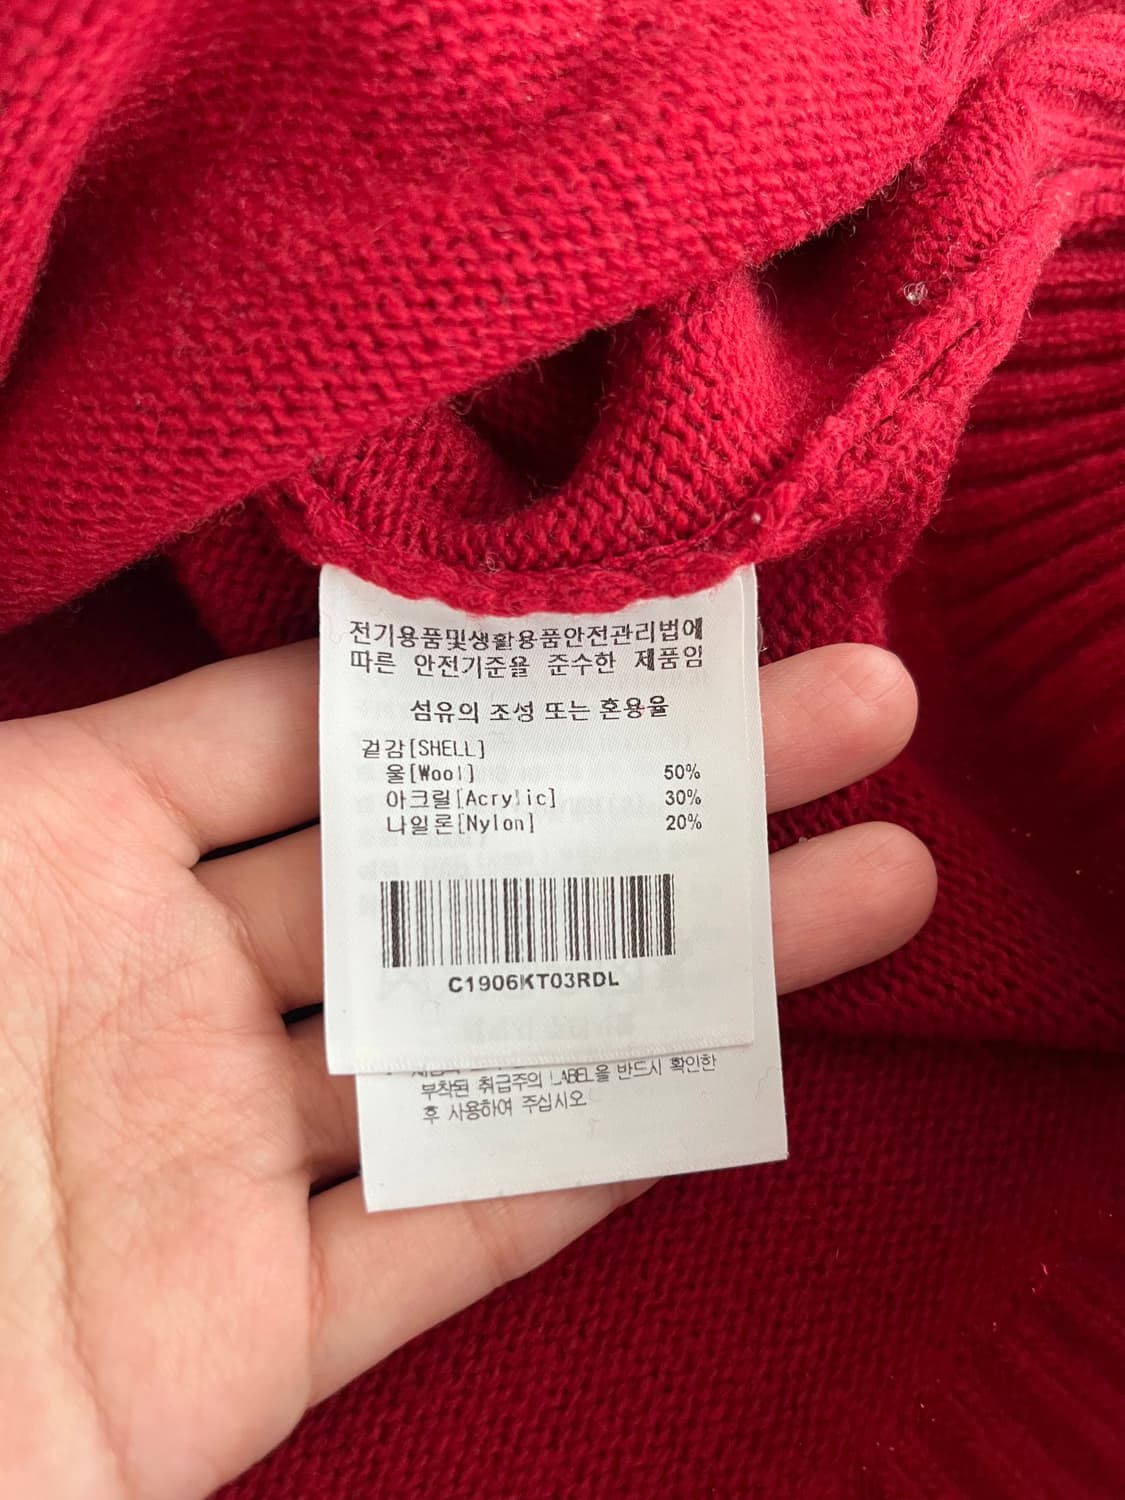 전기용품및생활용품안전관리법에
따른 안전기준을 준수한 제품임
섬유의 조성 또는 혼용율
겉감[SHELL]
울[Wool] 50%
아크릴[Acrylic] 30%
나일론[Nylon] 20%
C1906KT03RDL
반드시 확인한
부착된 취급주의 LABEL을
후 사용하여 주십시오